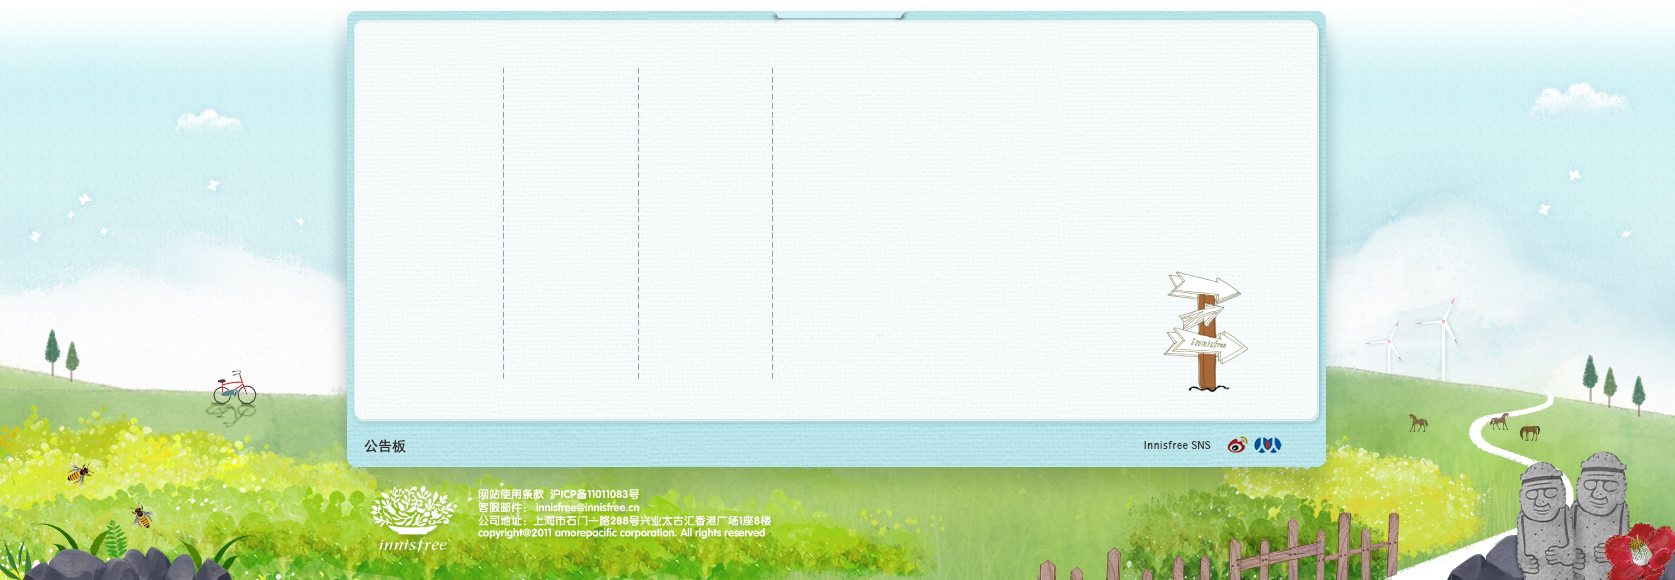 innisfree
公告板
Innisfree SNS
innisfree
网站使用条款 沪ICP备11011083号
客服邮件： innisfree@innisfree.cn
公司地址：上海市石门一路288号兴业太古汇香港广场1座8楼
copyright@2011 amorepacific corporation. All rights reserved